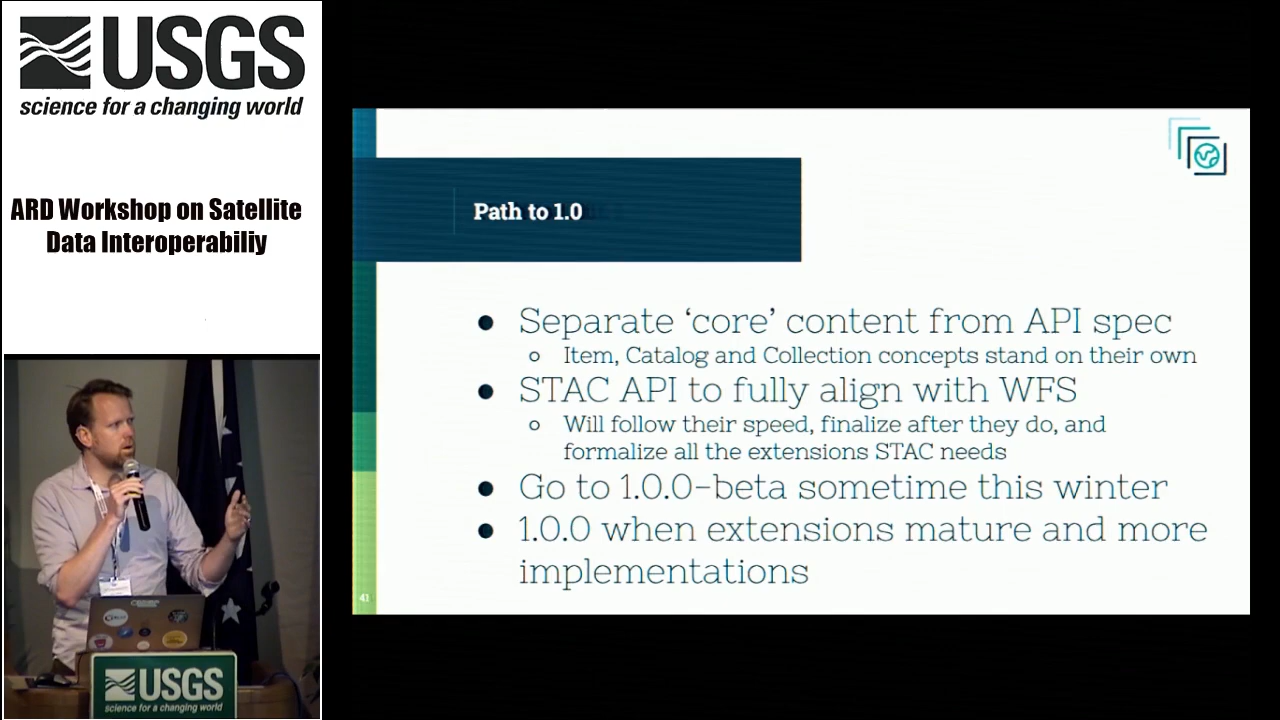 USGS
science for a changing world
ARD Workshop on Satellite
Data Interoperabiliy
Path to 1.0
Separate ‘core’ content from API spec
Item, Catalog and Collection concepts stand on their own
STAC API to fully align with WFS
Will follow their speed, finalize after they do, and
formalize all the extensions STAC needs
Go to 1.0.0-beta sometime this winter
1.0.0 when extensions mature and more
implementations
41
USGS
science for a changing world